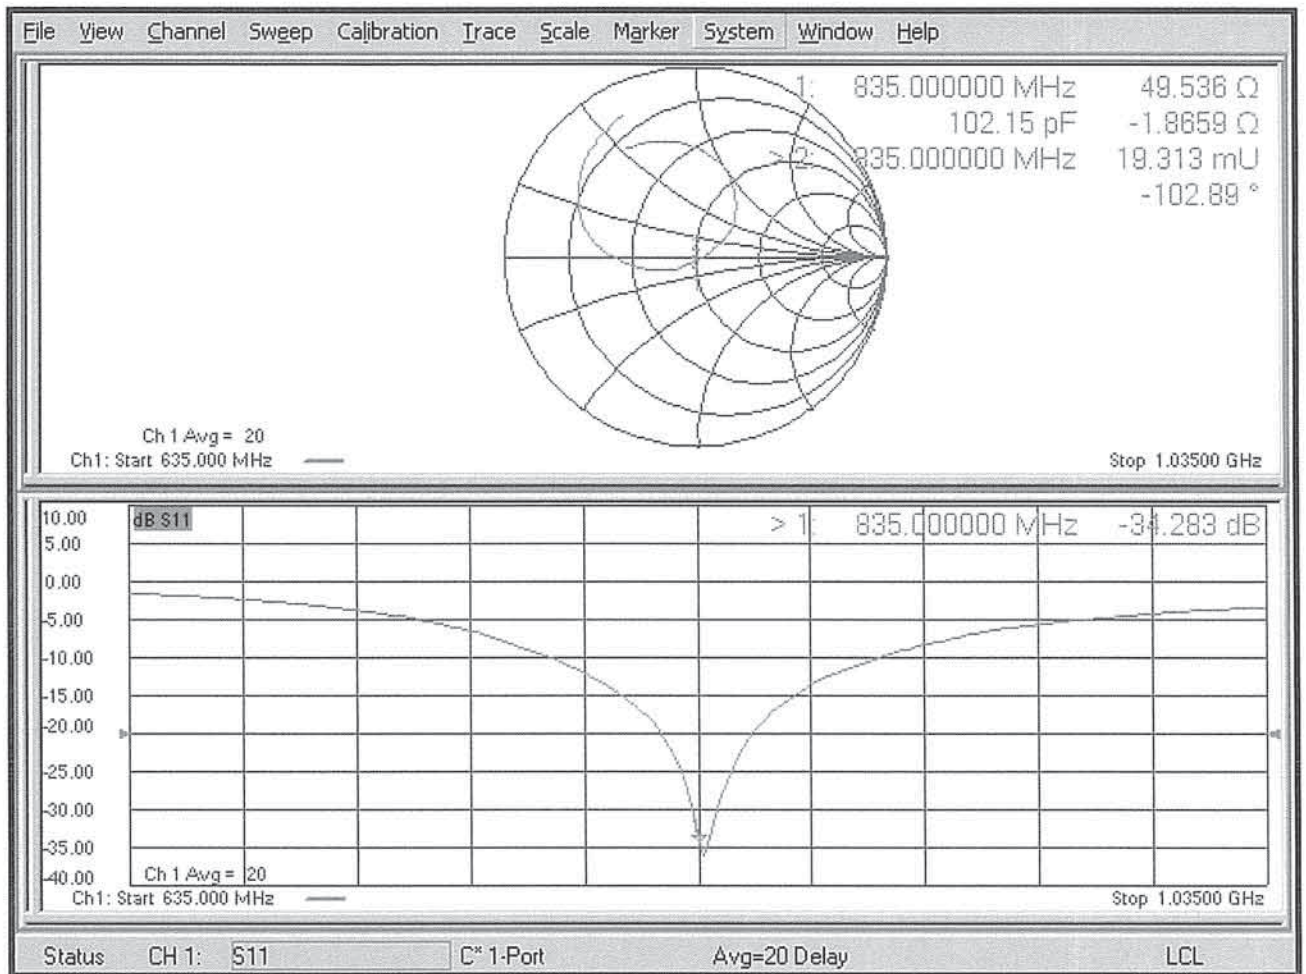 File View Channel Sweep Calibration Trace Scale Marker System Window Help
1: 835.000000 MHz 49.536 Ω
102.15 pF -1.8659 Ω
> 2: 835.000000 MHz 19.313 mU
-102.89 °
Ch 1 Avg = 20
Ch1: Start 635.000 MHz Stop 1.03500 GHz
10.00 dB S11 > 1: 835.000000 MHz -34.283 dB
5.00
0.00
-5.00
-10.00
-15.00
-20.00
-25.00
-30.00
-35.00
-40.00 Ch 1 Avg = 20
Ch1: Start 635.000 MHz Stop 1.03500 GHz
Status CH 1: S11 C* 1-Port Avg=20 Delay LCL